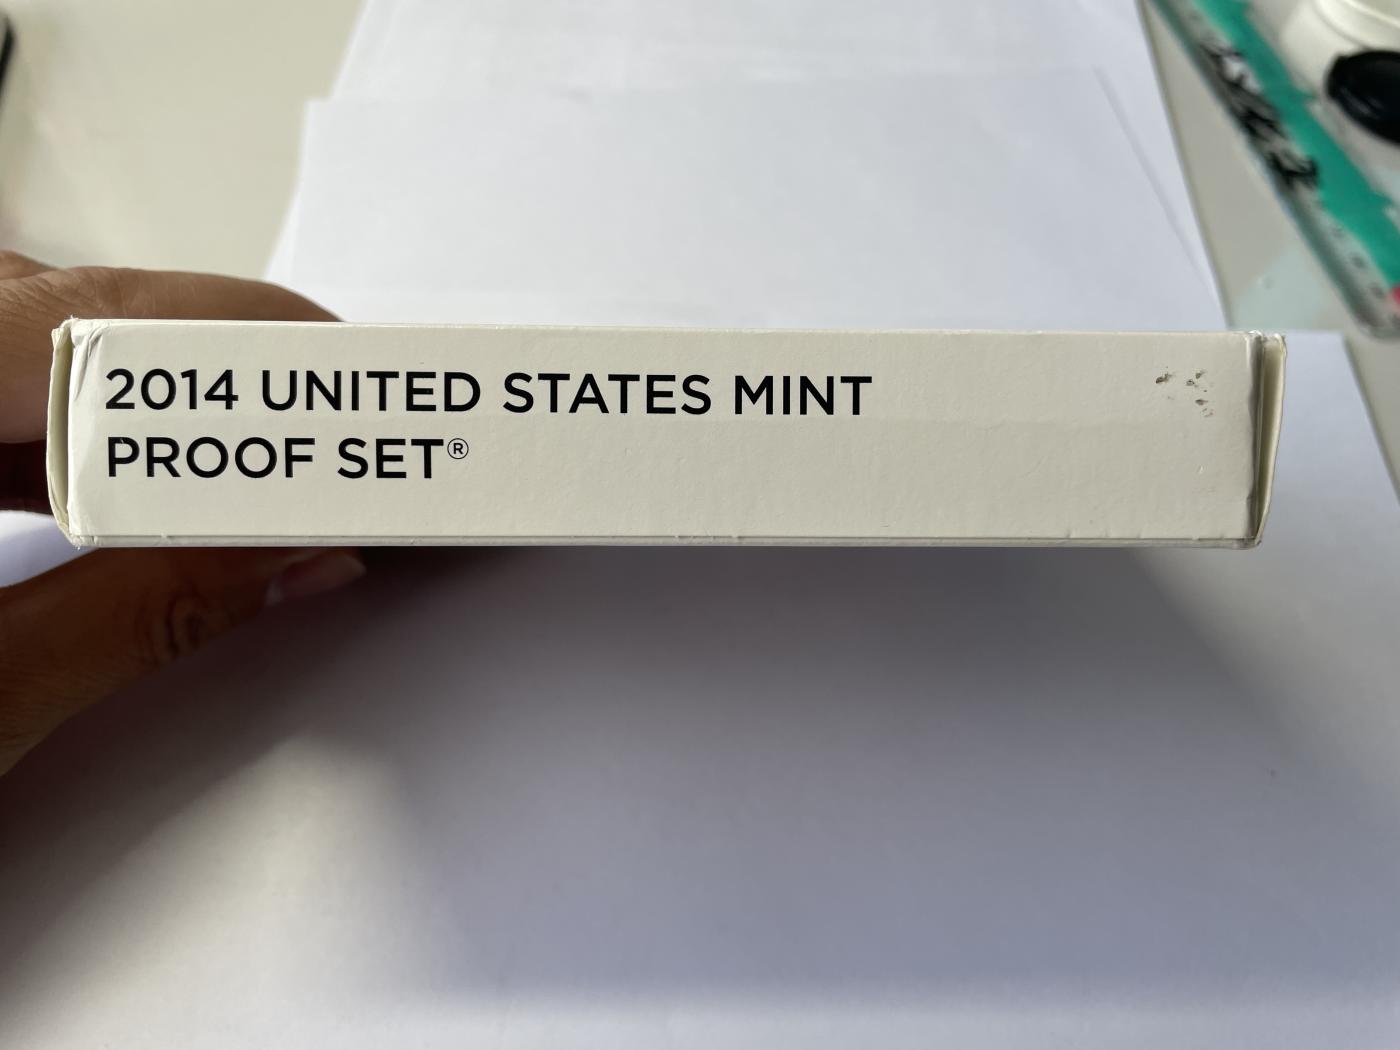 2014 UNITED STATES MINT
PROOF SET®